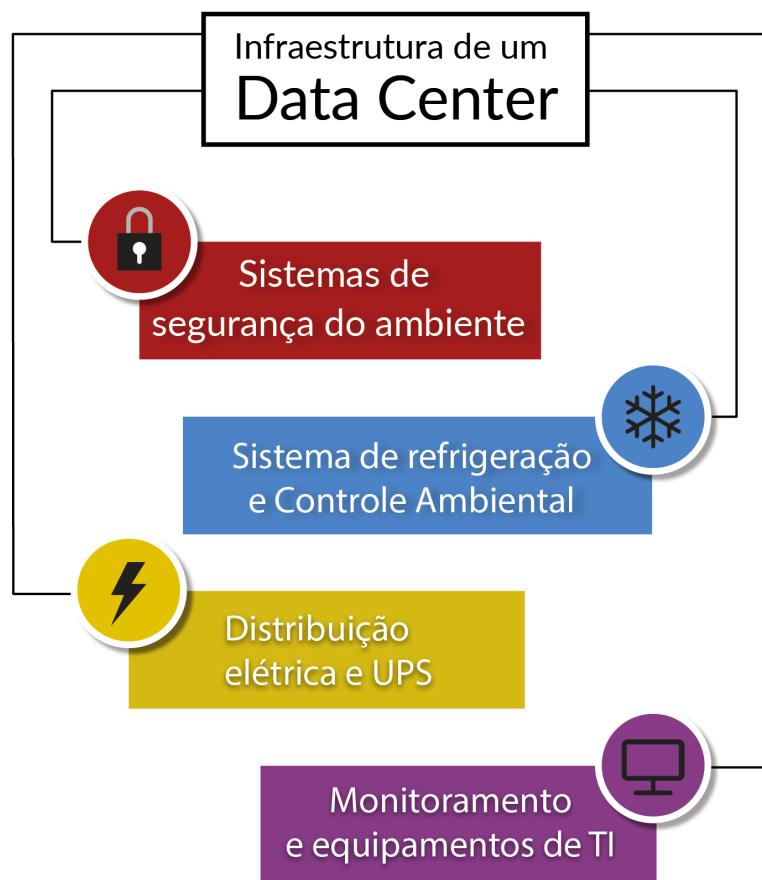 Infraestrutura de um
Data Center
Sistemas de
segurança do ambiente
Sistema de refrigeração
e Controle Ambiental
Distribuição
elétrica e UPS
Monitoramento
e equipamentos de TI